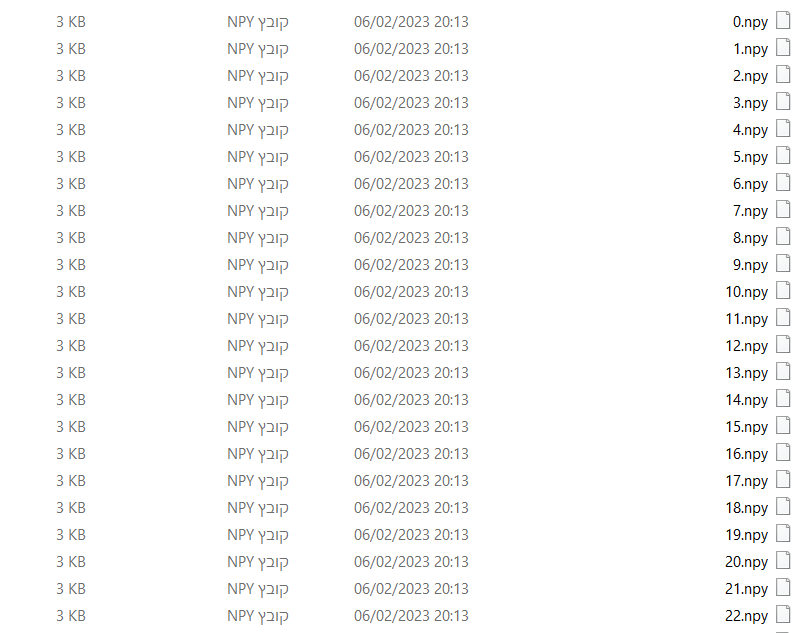 0.npy 06/02/2023 20:13 קובץ NPY 3 KB
1.npy 06/02/2023 20:13 קובץ NPY 3 KB
2.npy 06/02/2023 20:13 קובץ NPY 3 KB
3.npy 06/02/2023 20:13 קובץ NPY 3 KB
4.npy 06/02/2023 20:13 קובץ NPY 3 KB
5.npy 06/02/2023 20:13 קובץ NPY 3 KB
6.npy 06/02/2023 20:13 קובץ NPY 3 KB
7.npy 06/02/2023 20:13 קובץ NPY 3 KB
8.npy 06/02/2023 20:13 קובץ NPY 3 KB
9.npy 06/02/2023 20:13 קובץ NPY 3 KB
10.npy 06/02/2023 20:13 קובץ NPY 3 KB
11.npy 06/02/2023 20:13 קובץ NPY 3 KB
12.npy 06/02/2023 20:13 קובץ NPY 3 KB
13.npy 06/02/2023 20:13 קובץ NPY 3 KB
14.npy 06/02/2023 20:13 קובץ NPY 3 KB
15.npy 06/02/2023 20:13 קובץ NPY 3 KB
16.npy 06/02/2023 20:13 קובץ NPY 3 KB
17.npy 06/02/2023 20:13 קובץ NPY 3 KB
18.npy 06/02/2023 20:13 קובץ NPY 3 KB
19.npy 06/02/2023 20:13 קובץ NPY 3 KB
20.npy 06/02/2023 20:13 קובץ NPY 3 KB
21.npy 06/02/2023 20:13 קובץ NPY 3 KB
22.npy 06/02/2023 20:13 קובץ NPY 3 KB